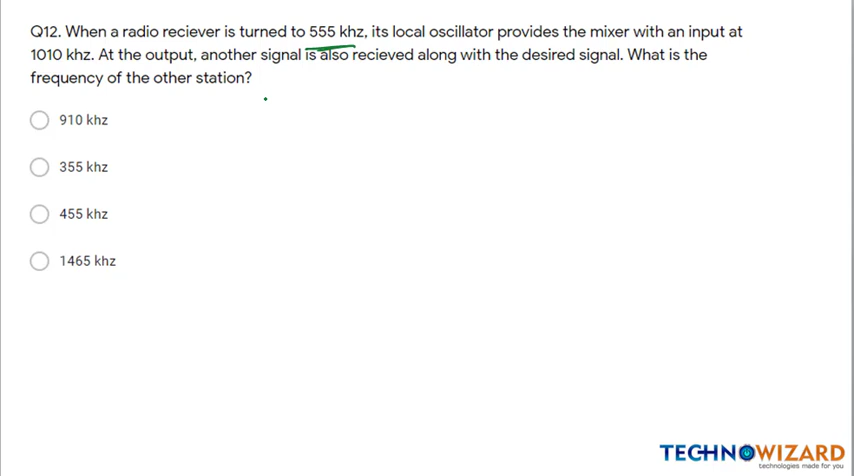 Q12. When a radio reciever is turned to 555 khz, its local oscillator provides the mixer with an input at
1010 khz. At the output, another signal is also recieved along with the desired signal. What is the
frequency of the other station?
910 khz
355 khz
455 khz
1465 khz
TECHNOWIZARD
technologies made for you